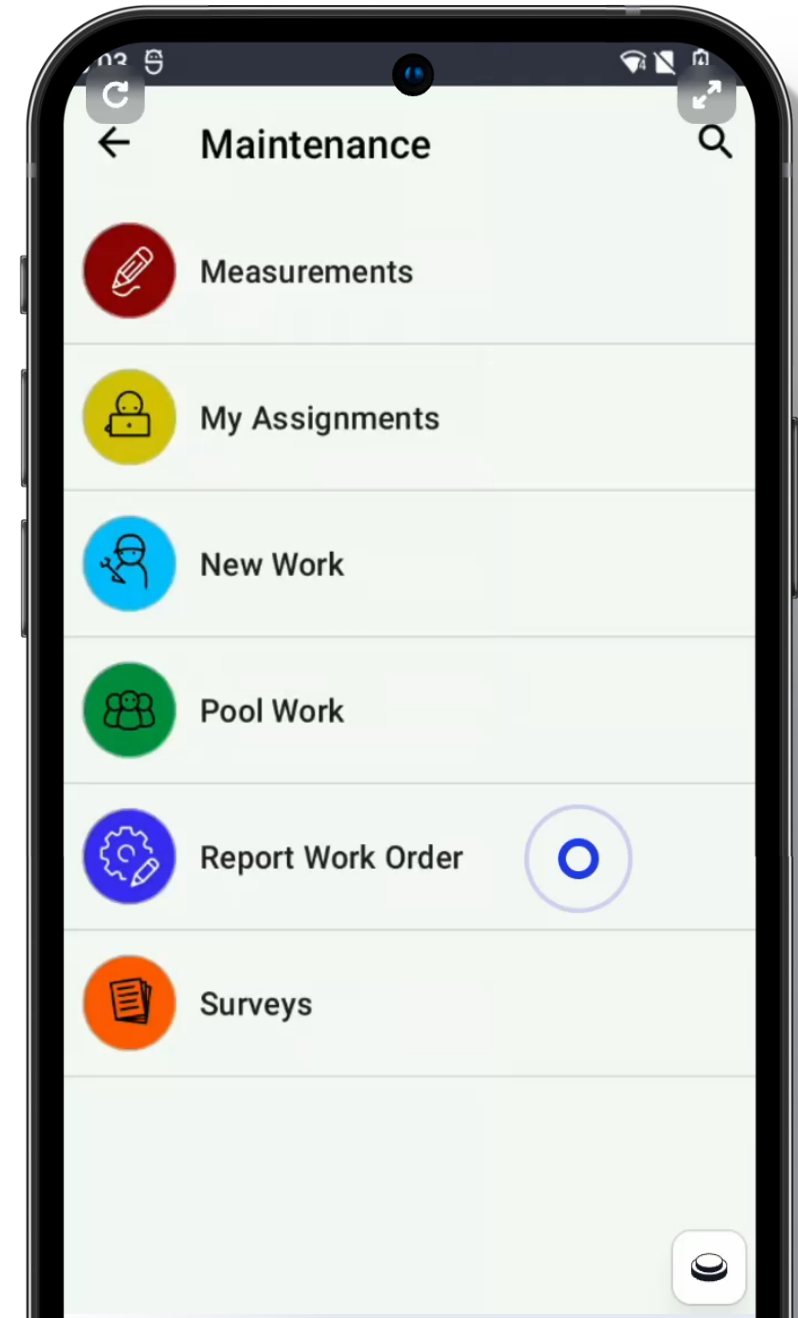 Maintenance
Measurements
My Assignments
New Work
Pool Work
Report Work Order
Surveys